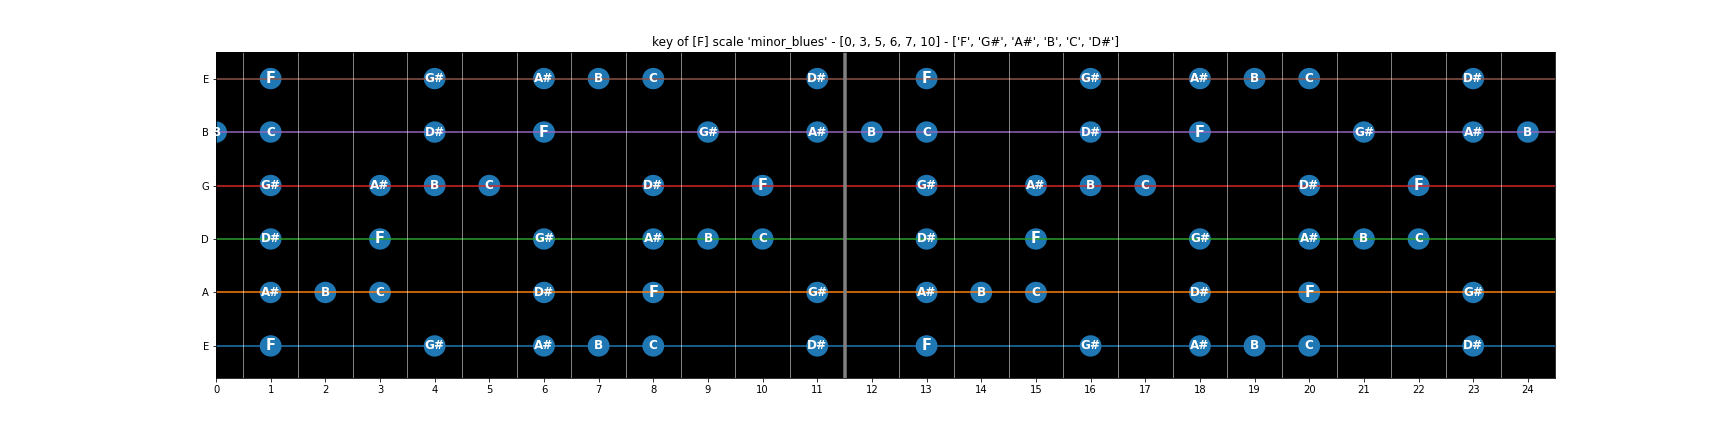 key of [F] scale 'minor_blues' - [0, 3, 5, 6, 7, 10] - ['F', 'G#', 'A#', 'B', 'C', 'D#']
E F G# A# B C D# F G# A# B C D#
B B C D# F G# A# B C D# F G# A# B
G G# A# B C D# F G# A# B C D# F
D D# F G# A# B C D# F G# A# B C
A A# B C D# F G# A# B C D# F G#
E F G# A# B C D# F G# A# B C D#
0 1 2 3 4 5 6 7 8 9 10 11 12 13 14 15 16 17 18 19 20 21 22 23 24